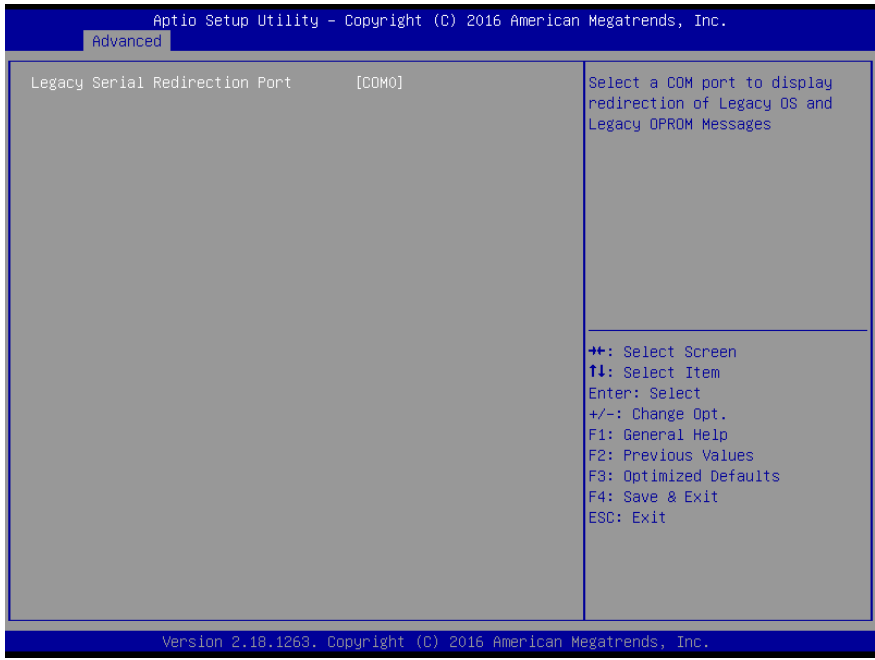 Aptio Setup Utility – Copyright (C) 2016 American Megatrends, Inc.
Advanced
Legacy Serial Redirection Port [COM0]
Select a COM port to display
redirection of Legacy OS and
Legacy OPROM Messages
→←: Select Screen
↑↓: Select Item
Enter: Select
+/-: Change Opt.
F1: General Help
F2: Previous Values
F3: Optimized Defaults
F4: Save & Exit
ESC: Exit
Version 2.18.1263. Copyright (C) 2016 American Megatrends, Inc.